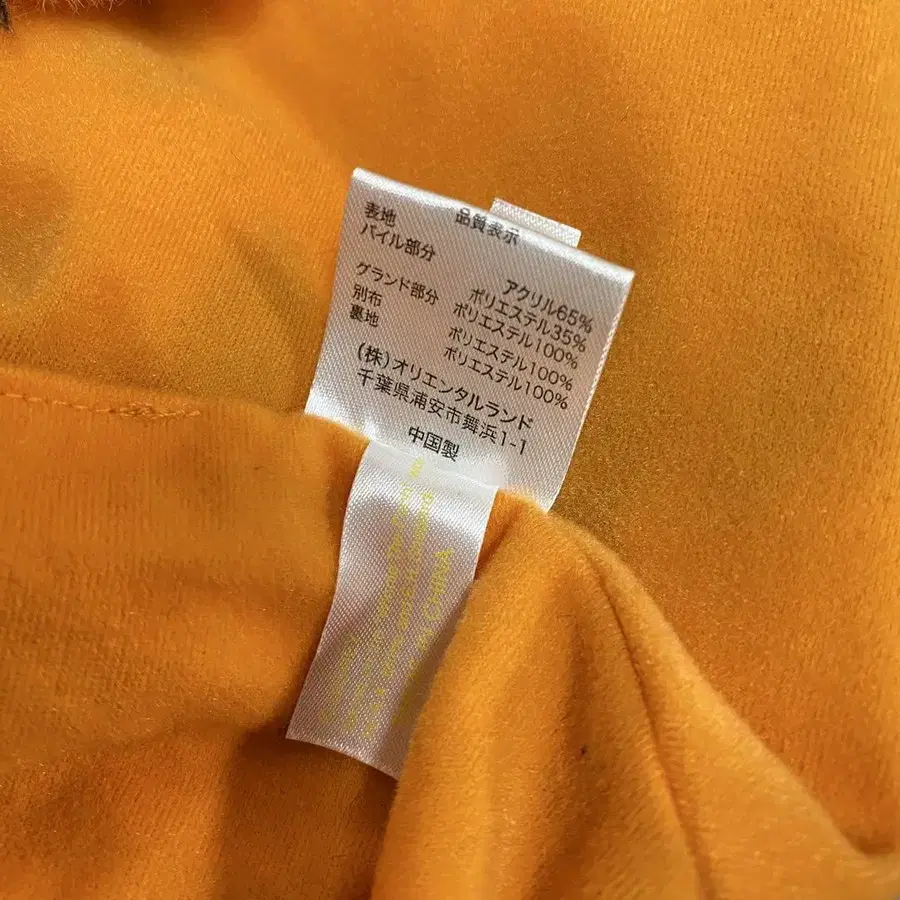 品質表示
表地
パイル部分 アクリル65%
ポリエステル35%
グランド部分 ポリエステル100%
別布 ポリエステル100%
裏地 ポリエステル100%
(株)オリエンタルランド
千葉県浦安市舞浜1-1
中国製